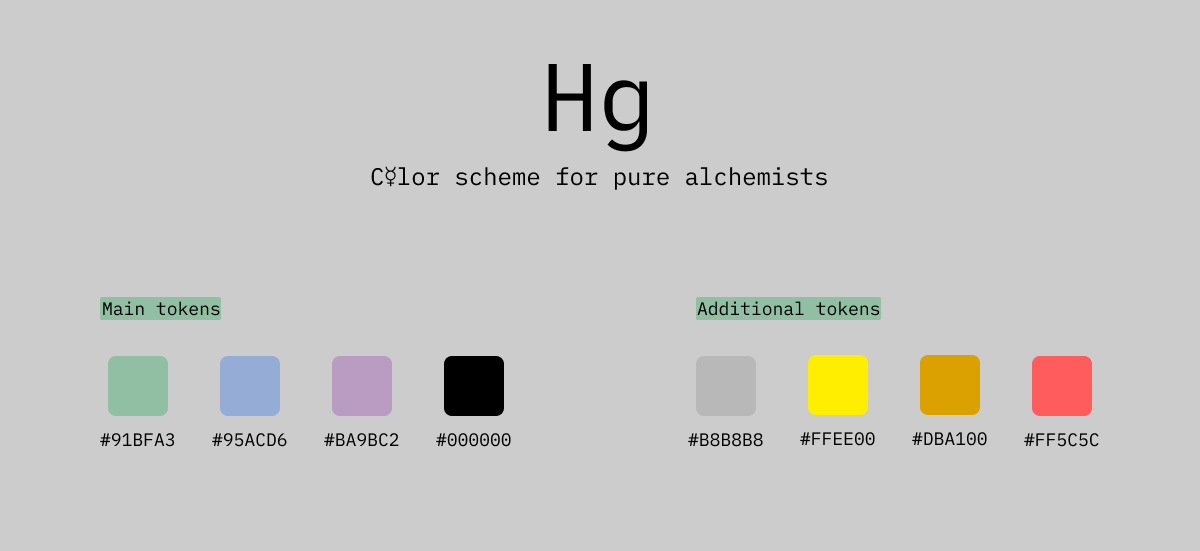 Hg
C☿lor scheme for pure alchemists
Main tokens
#91BFA3 #95ACD6 #BA9BC2 #000000
Additional tokens
#B8B8B8 #FFEE00 #DBA100 #FF5C5C